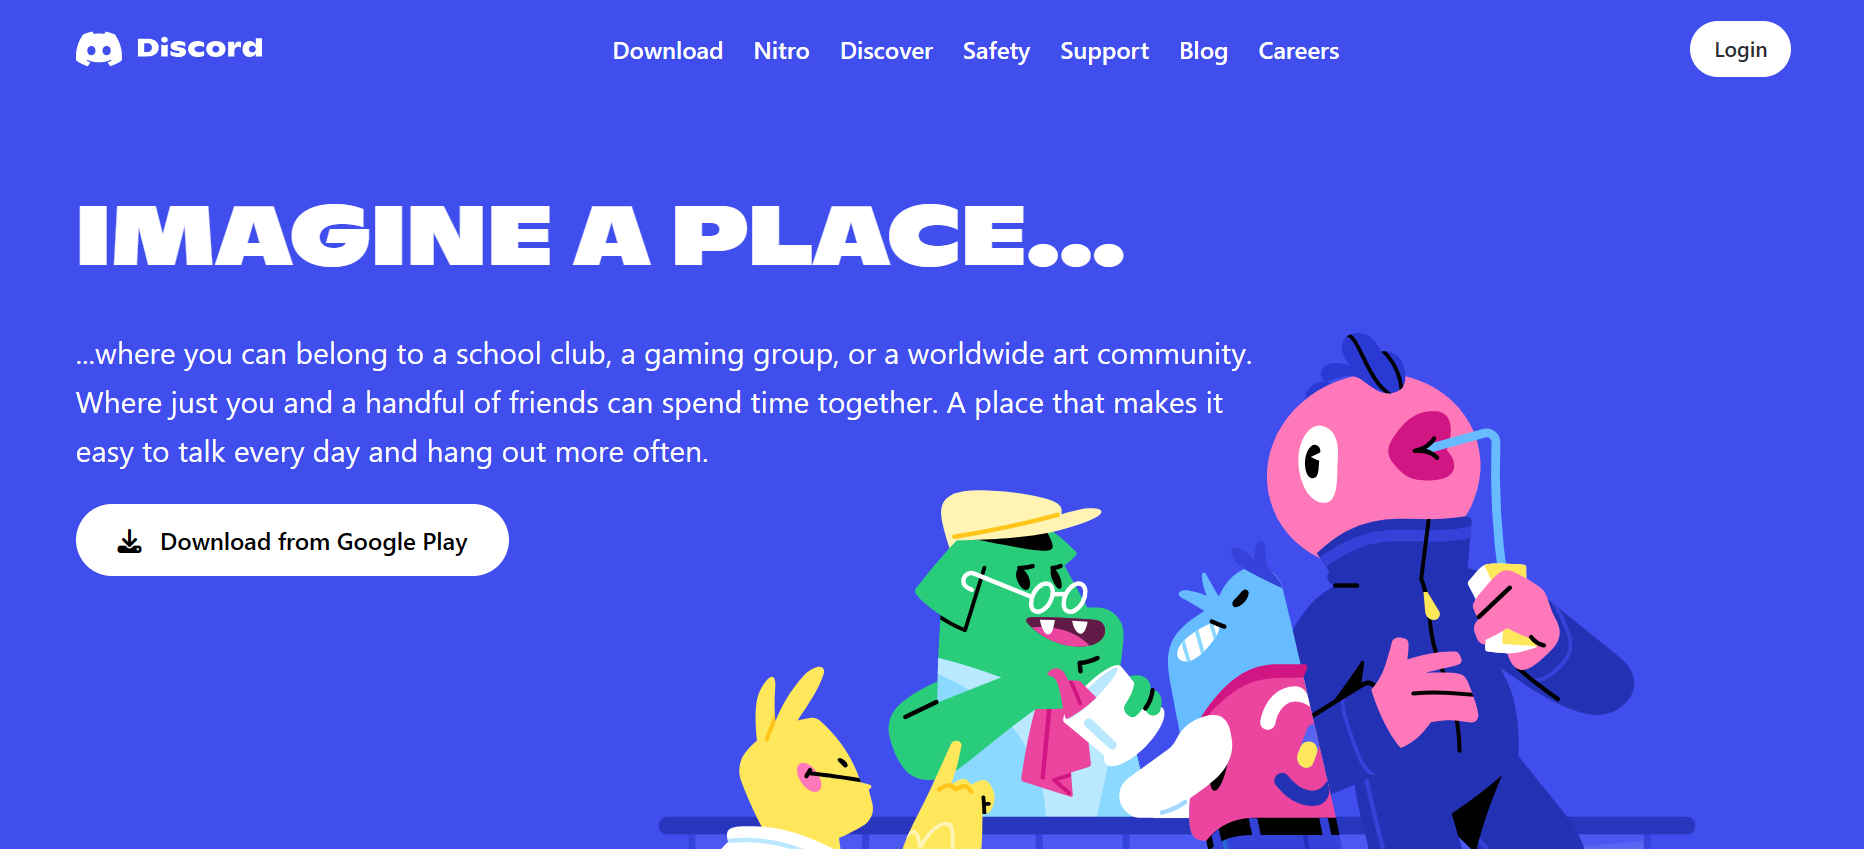 Discord
Download Nitro Discover Safety Support Blog Careers
Login
IMAGINE A PLACE...
...where you can belong to a school club, a gaming group, or a worldwide art community.
Where just you and a handful of friends can spend time together. A place that makes it
easy to talk every day and hang out more often.
Download from Google Play